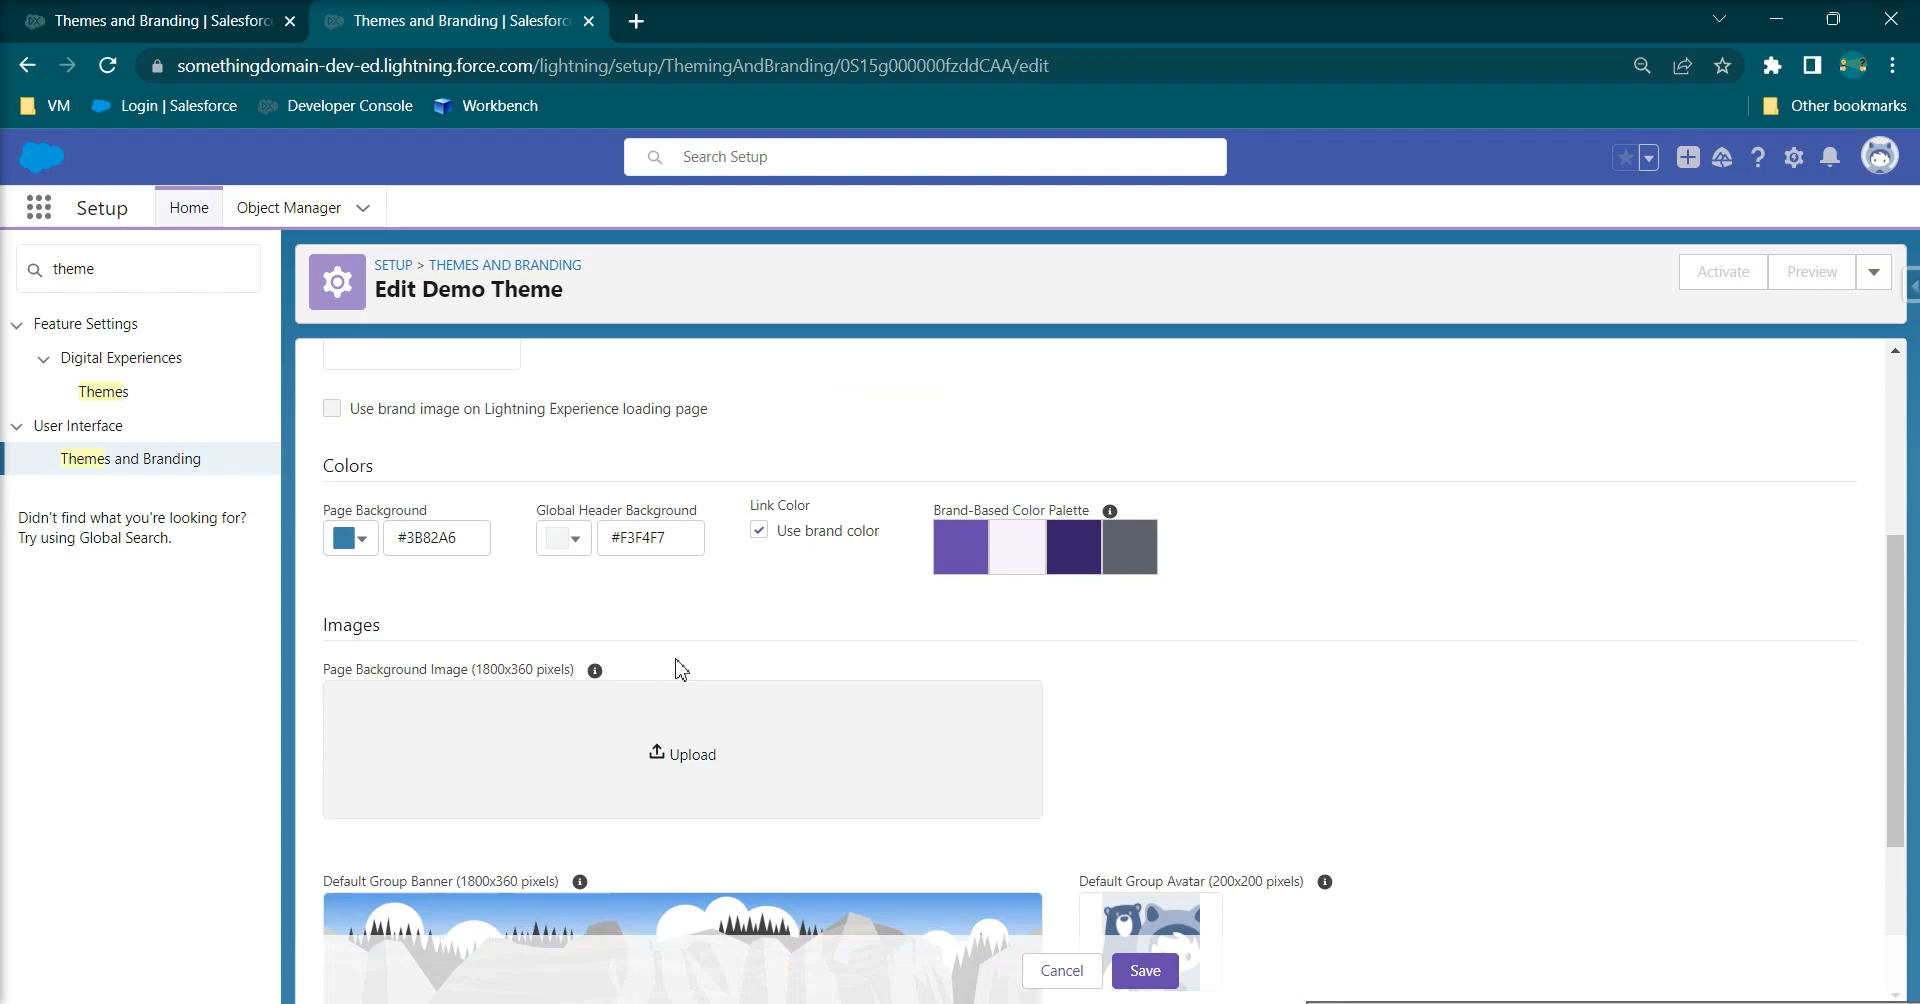 Themes and Branding | Salesforc
Themes and Branding | Salesforc
somethingdomain-dev-ed.lightning.force.com/lightning/setup/ThemingAndBranding/0S15g000000fzddCAA/edit
VM
Login | Salesforce
Developer Console
Workbench
Other bookmarks
Search Setup
Setup
Home
Object Manager
theme
Feature Settings
Digital Experiences
Themes
User Interface
Themes and Branding
Didn't find what you're looking for?
Try using Global Search.
SETUP > THEMES AND BRANDING
Edit Demo Theme
Activate
Preview
Use brand image on Lightning Experience loading page
Colors
Page Background
#3B82A6
Global Header Background
#F3F4F7
Link Color
Use brand color
Brand-Based Color Palette
Images
Page Background Image (1800x360 pixels)
Upload
Default Group Banner (1800x360 pixels)
Default Group Avatar (200x200 pixels)
Cancel
Save